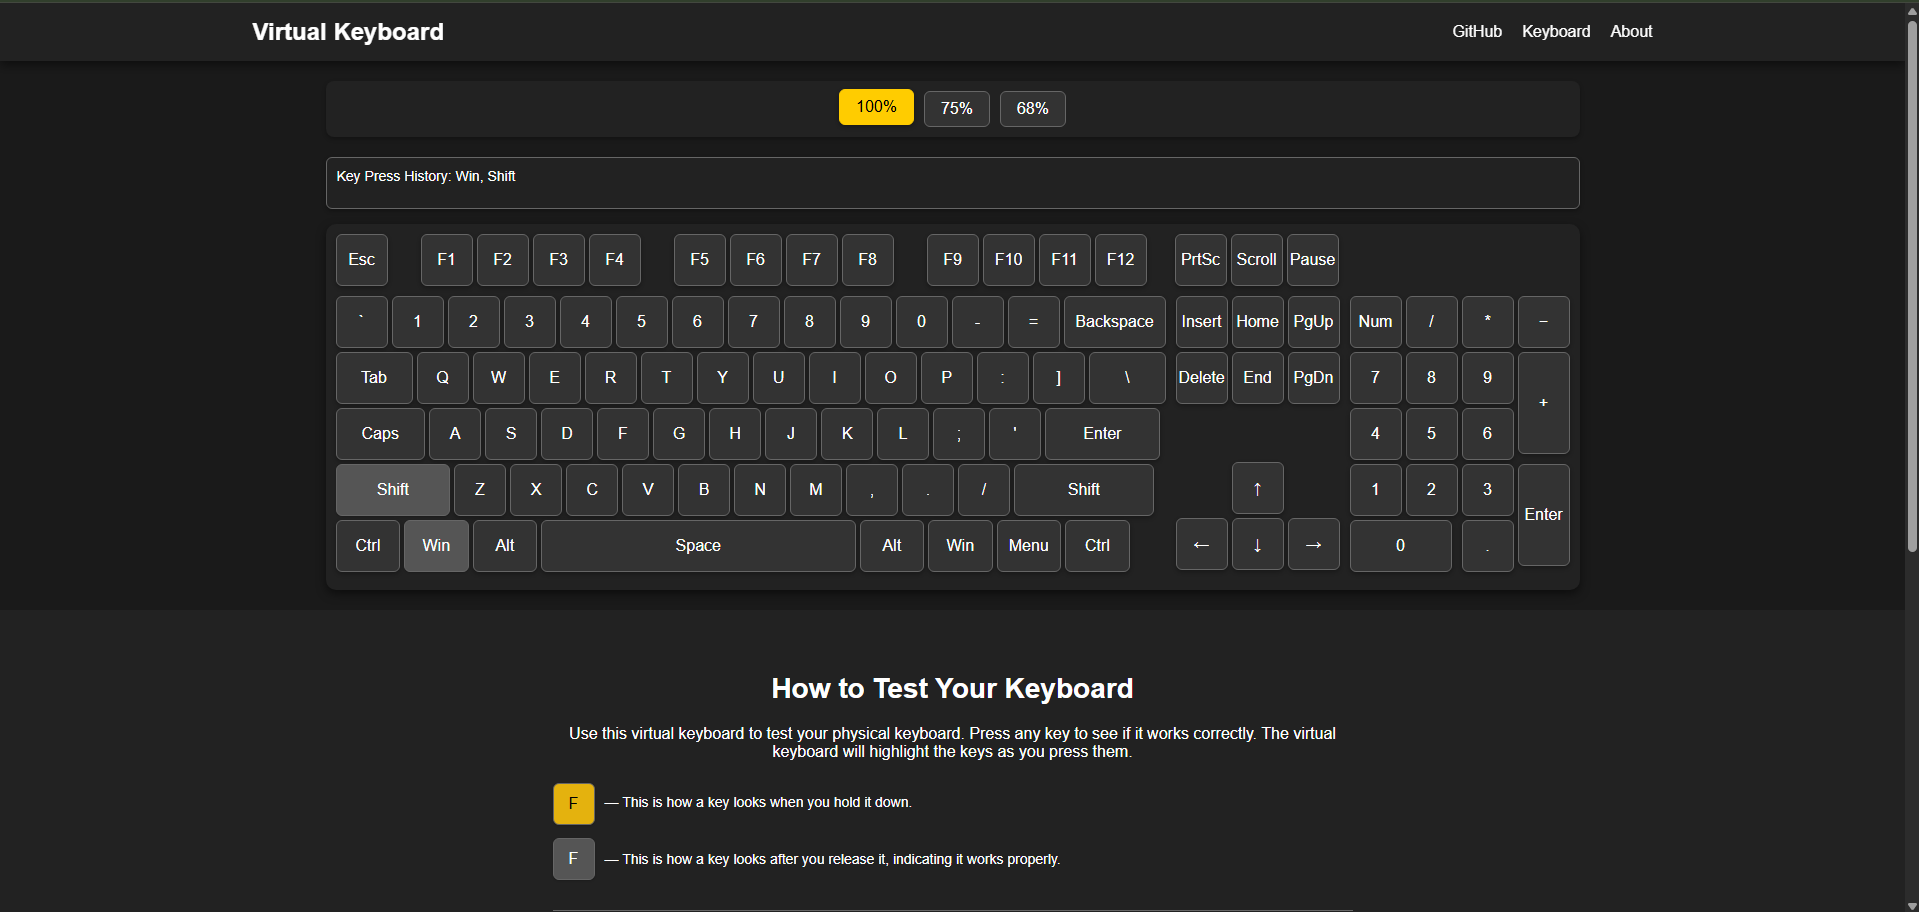 Virtual Keyboard
GitHub Keyboard About
100% 75% 68%
Key Press History: Win, Shift
Esc F1 F2 F3 F4 F5 F6 F7 F8 F9 F10 F11 F12 PrtSc Scroll Pause
` 1 2 3 4 5 6 7 8 9 0 - = Backspace Insert Home PgUp Num / * −
Tab Q W E R T Y U I O P : ] \ Delete End PgDn 7 8 9 +
Caps A S D F G H J K L ; ' Enter 4 5 6
Shift Z X C V B N M , . / Shift ↑ 1 2 3 Enter
Ctrl Win Alt Space Alt Win Menu Ctrl ← ↓ → 0 .
How to Test Your Keyboard
Use this virtual keyboard to test your physical keyboard. Press any key to see if it works correctly. The virtual
keyboard will highlight the keys as you press them.
F — This is how a key looks when you hold it down.
F — This is how a key looks after you release it, indicating it works properly.